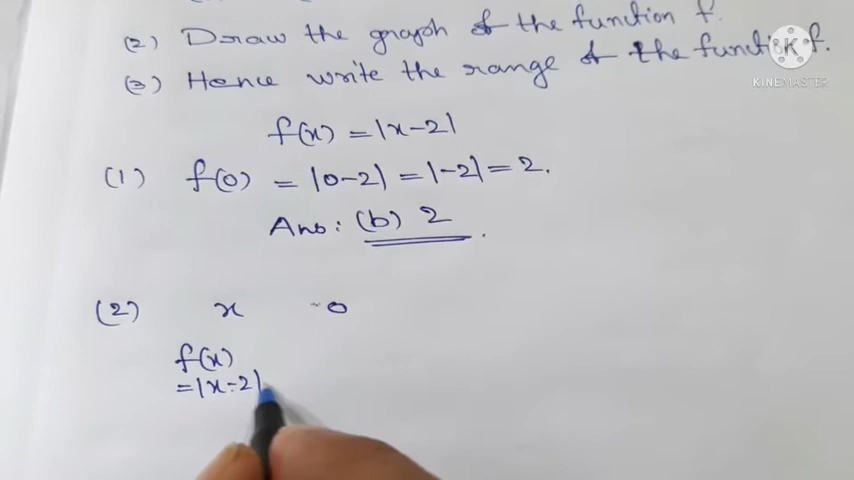 (2) Draw the graph of the function f.
(3) Hence write the range of the function f.
K
KINEMASTER
f(x) = |x-2|
(1) f(0) = |0-2| = |-2| = 2.
Ans: (b) 2.
(2) x 0
f(x)
= |x-2|